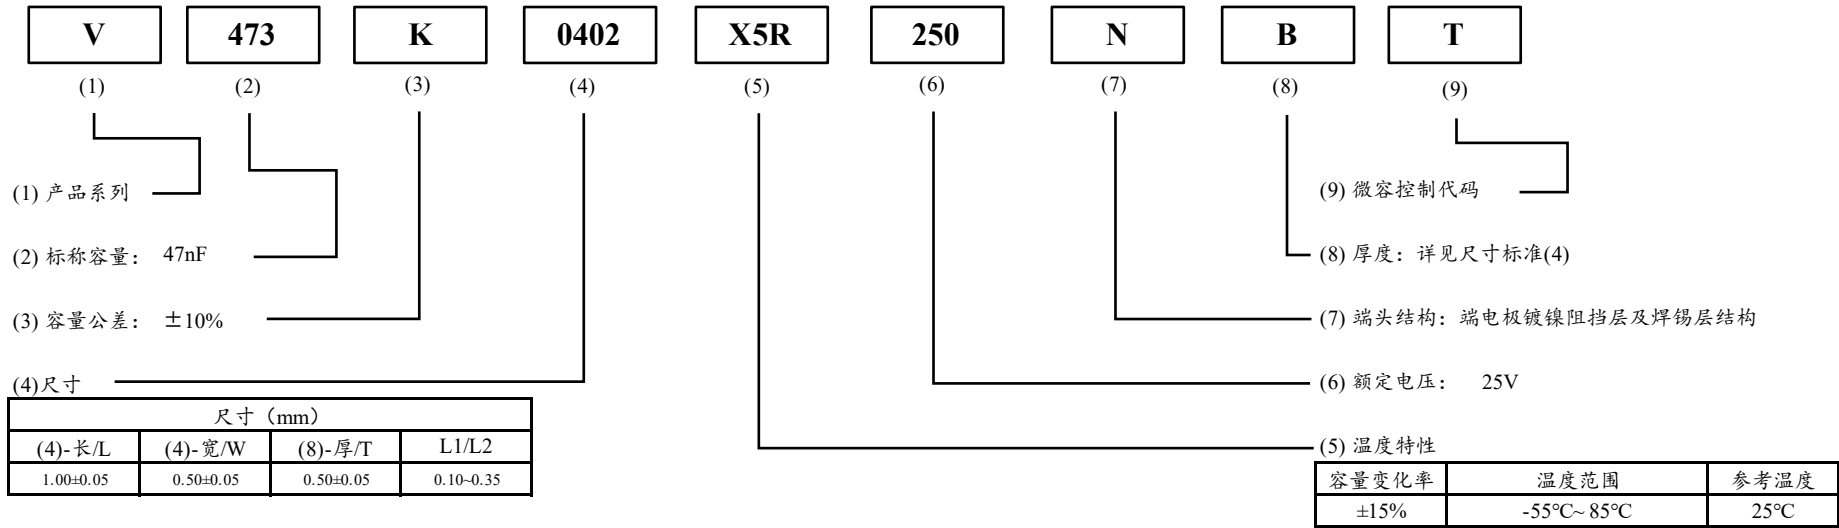 V 473 K 0402 X5R 250 N B T
(1) (2) (3) (4) (5) (6) (7) (8) (9)
(1) 产品系列
(9) 微容控制代码
(2) 标称容量： 47nF
(8) 厚度：详见尺寸标准(4)
(3) 容量公差： ±10%
(7) 端头结构：端电极镀镍阻挡层及焊锡层结构
(4)尺寸
(6) 额定电压： 25V
尺寸（mm）
(4)-长/L (4)-宽/W (8)-厚/T L1/L2
1.00±0.05 0.50±0.05 0.50±0.05 0.10~0.35
(5) 温度特性
容量变化率 温度范围 参考温度
±15% -55℃~ 85℃ 25℃